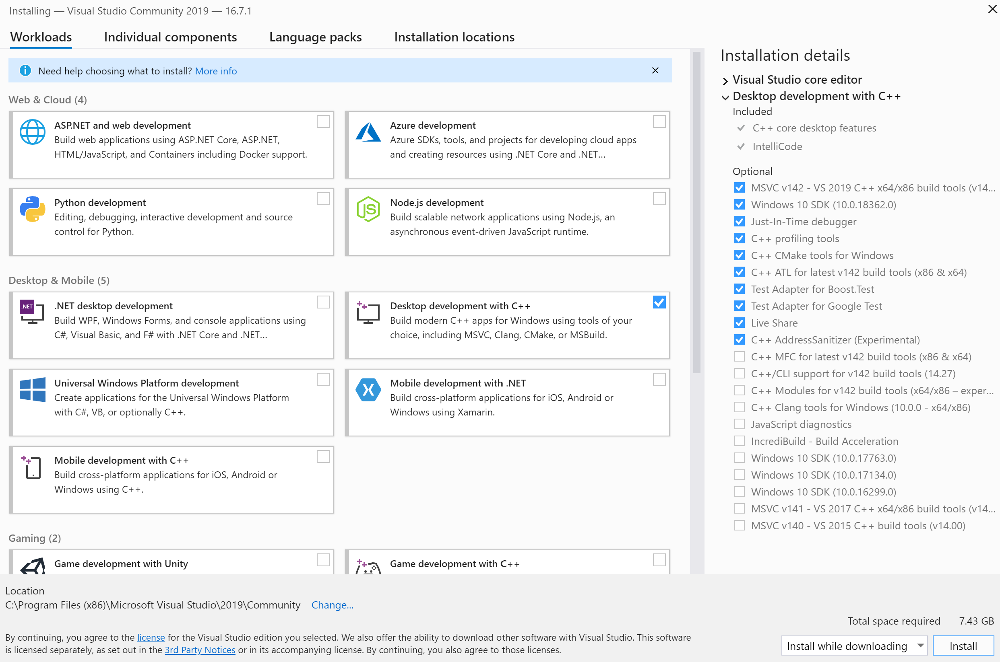 Installing — Visual Studio Community 2019 — 16.7.1
Workloads
Individual components
Language packs
Installation locations
Need help choosing what to install? More info
Web & Cloud (4)
ASP.NET and web development
Build web applications using ASP.NET Core, ASP.NET,
HTML/JavaScript, and Containers including Docker support.
Azure development
Azure SDKs, tools, and projects for developing cloud apps
and creating resources using .NET Core and .NET...
Python development
Editing, debugging, interactive development and source
control for Python.
JS
Node.js development
Build scalable network applications using Node.js, an
asynchronous event-driven JavaScript runtime.
Desktop & Mobile (5)
.NET
.NET desktop development
Build WPF, Windows Forms, and console applications using
C#, Visual Basic, and F# with .NET Core and .NET...
Desktop development with C++
Build modern C++ apps for Windows using tools of your
choice, including MSVC, Clang, CMake, or MSBuild.
Universal Windows Platform development
Create applications for the Universal Windows Platform
with C#, VB, or optionally C++.
Mobile development with .NET
Build cross-platform applications for iOS, Android or
Windows using Xamarin.
Mobile development with C++
Build cross-platform applications for iOS, Android or
Windows using C++.
Gaming (2)
Game development with Unity
Game development with C++
Installation details
Visual Studio core editor
Desktop development with C++
Included
C++ core desktop features
IntelliCode
Optional
MSVC v142 - VS 2019 C++ x64/x86 build tools (v14...
Windows 10 SDK (10.0.18362.0)
Just-In-Time debugger
C++ profiling tools
C++ CMake tools for Windows
C++ ATL for latest v142 build tools (x86 & x64)
Test Adapter for Boost.Test
Test Adapter for Google Test
Live Share
C++ AddressSanitizer (Experimental)
C++ MFC for latest v142 build tools (x86 & x64)
C++/CLI support for v142 build tools (14.27)
C++ Modules for v142 build tools (x64/x86 – exper...
C++ Clang tools for Windows (10.0.0 - x64/x86)
JavaScript diagnostics
IncrediBuild - Build Acceleration
Windows 10 SDK (10.0.17763.0)
Windows 10 SDK (10.0.17134.0)
Windows 10 SDK (10.0.16299.0)
MSVC v141 - VS 2017 C++ x64/x86 build tools (v14...
MSVC v140 - VS 2015 C++ build tools (v14.00)
Location
C:\Program Files (x86)\Microsoft Visual Studio\2019\Community Change...
Total space required 7.43 GB
By continuing, you agree to the license for the Visual Studio edition you selected. We also offer the ability to download other software with Visual Studio. This software
is licensed separately, as set out in the 3rd Party Notices or in its accompanying license. By continuing, you also agree to those licenses.
Install while downloading
Install